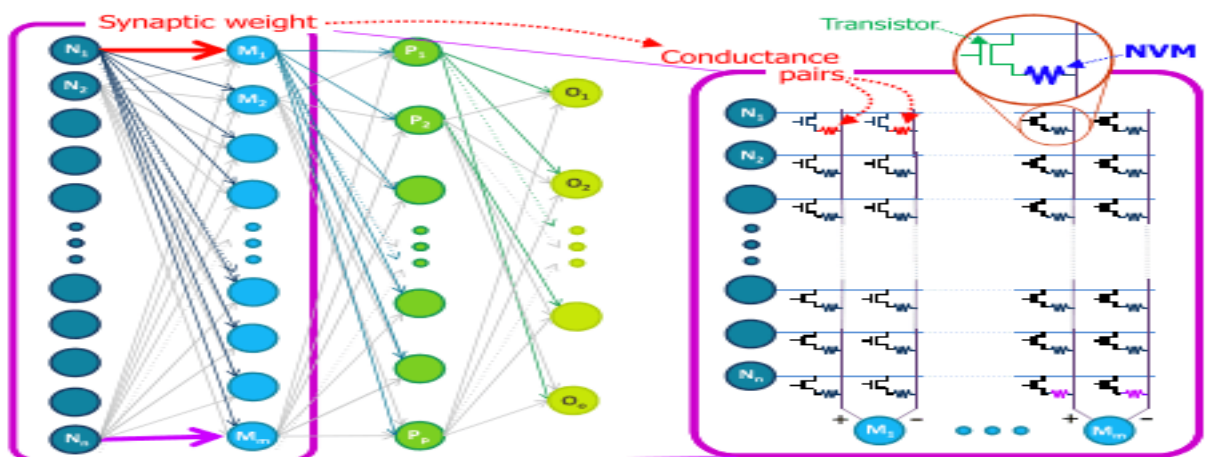 Synaptic weight
Transistor
NVM
Conductance
pairs
N₁
N₂
Nₙ
M₁
M₂
Mₘ
P₁
P₂
Pₚ
O₁
O₂
Oₒ
N₁
N₂
Nₙ
+ − + −
M₁
Mₘ